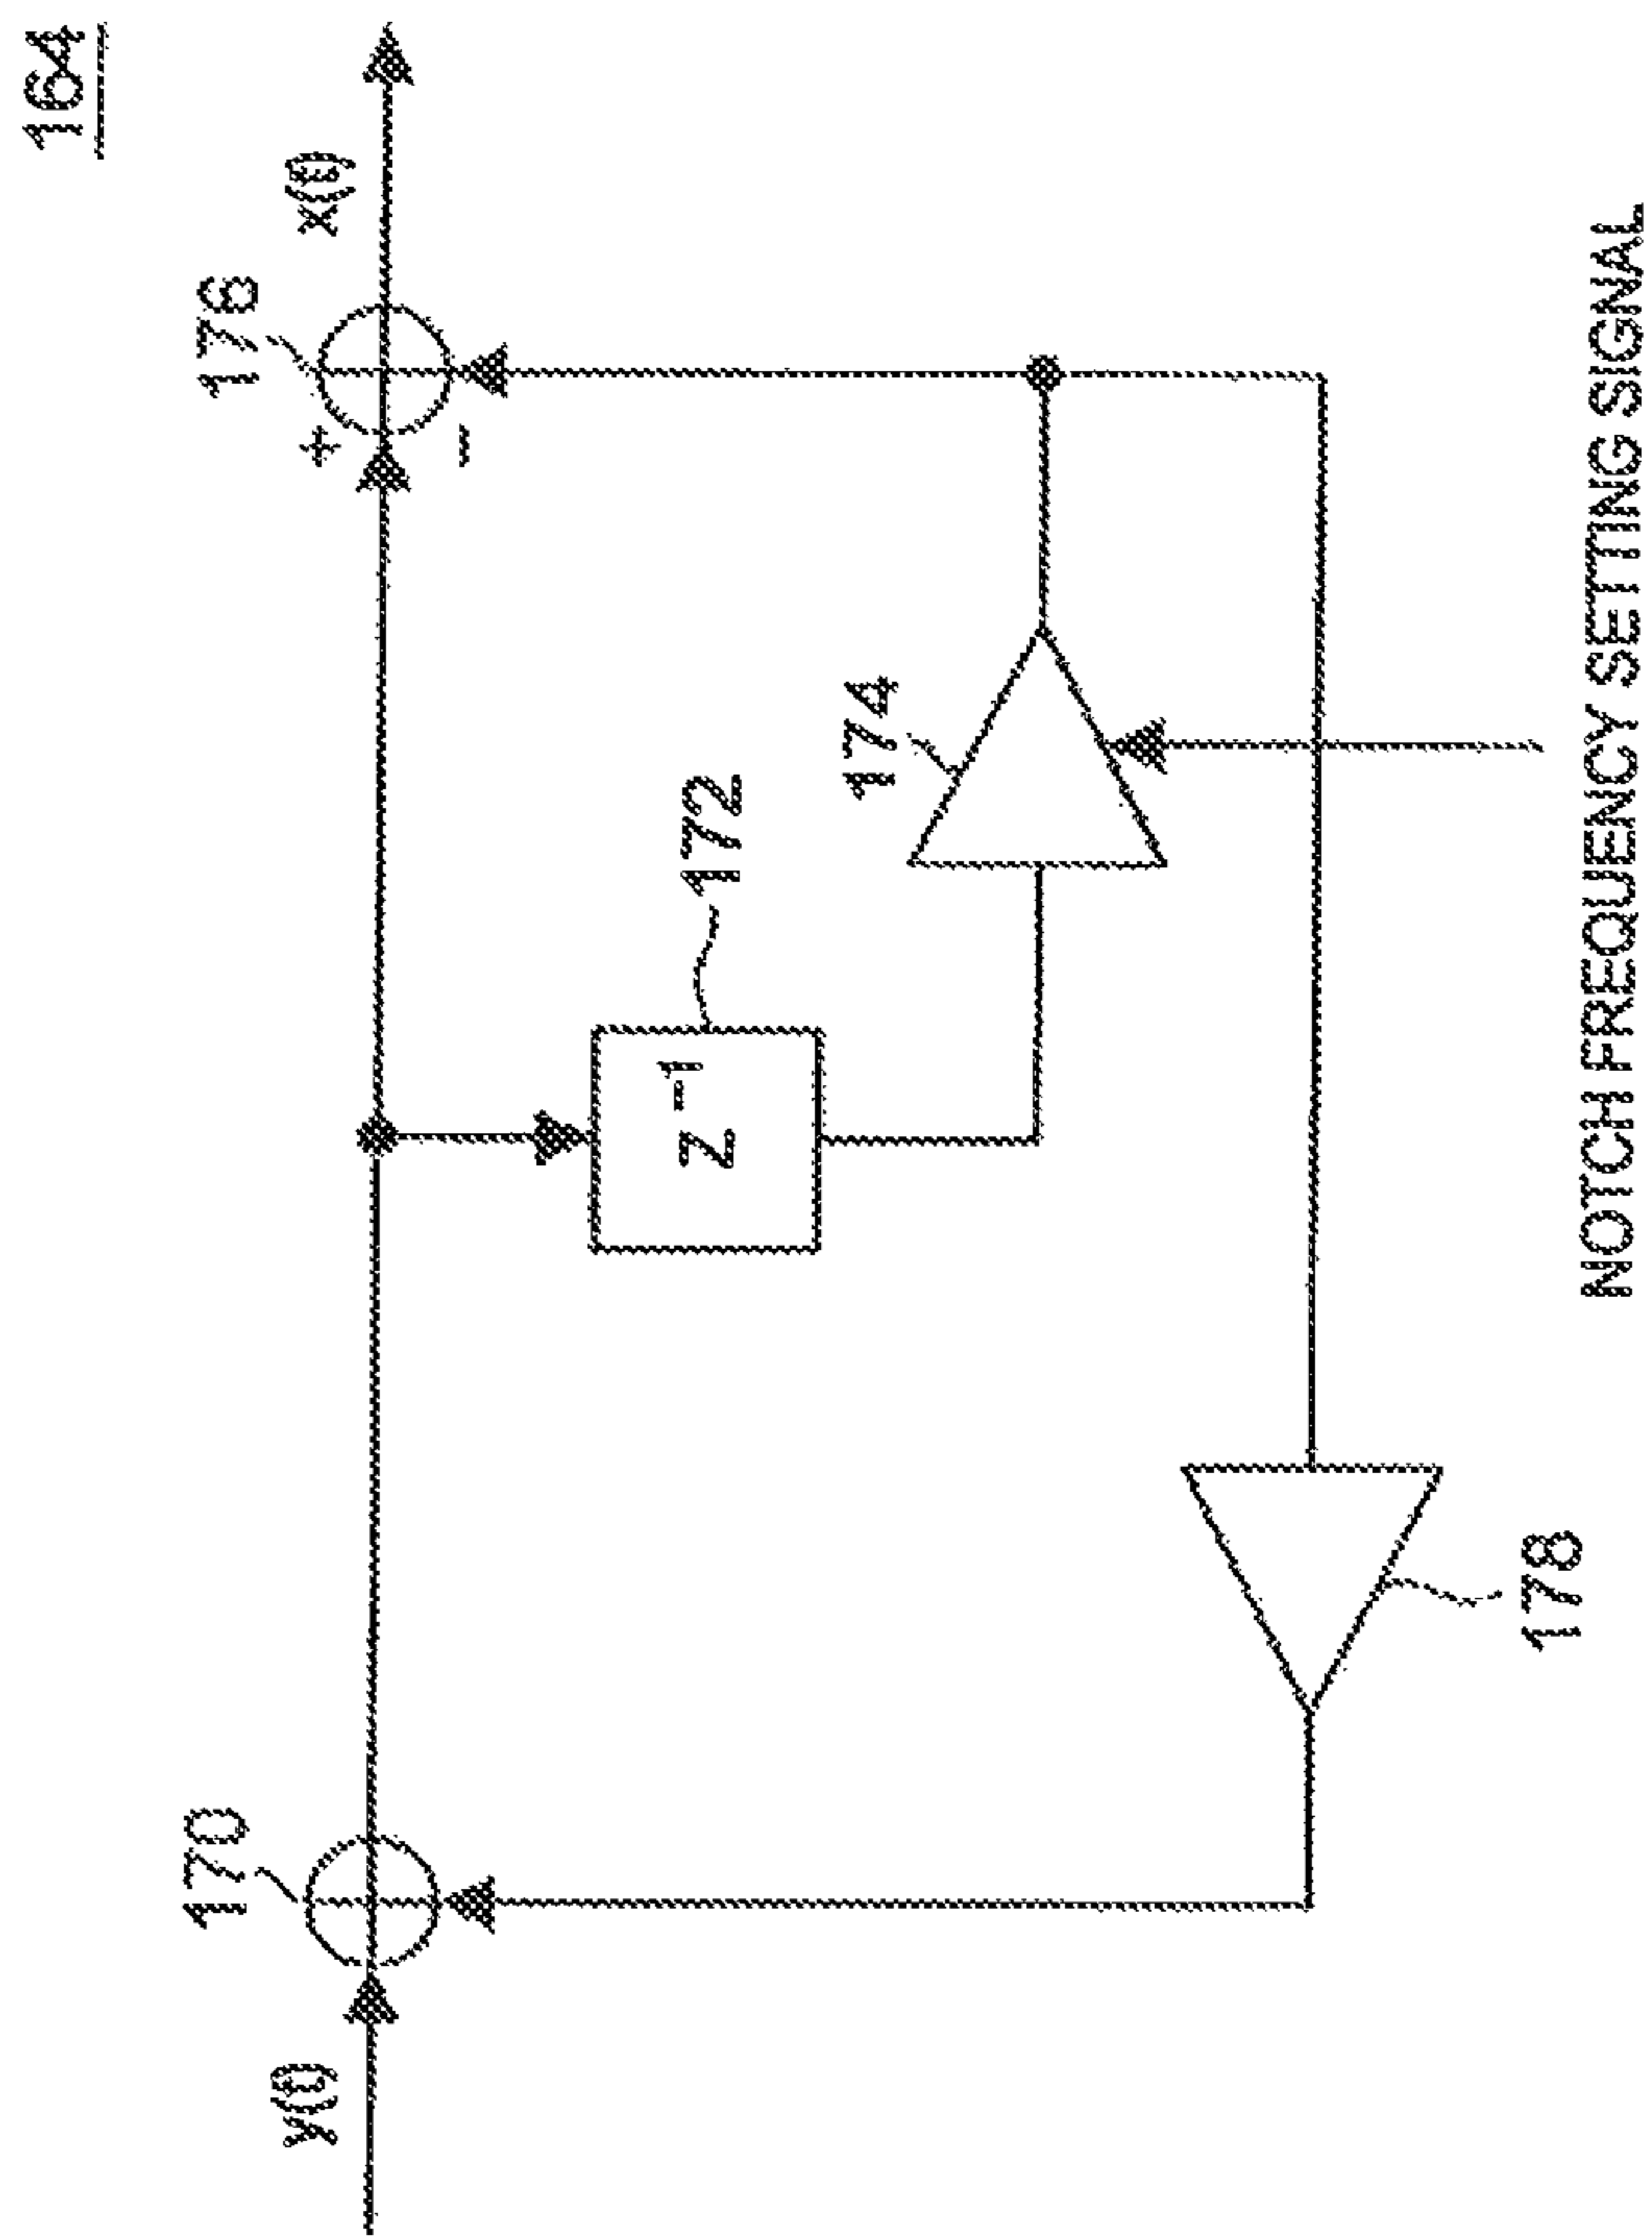 164
y(t)
170
176
x(t)
+
−
172
z⁻¹
174
178
NOTCH FREQUENCY SETTING SIGNAL